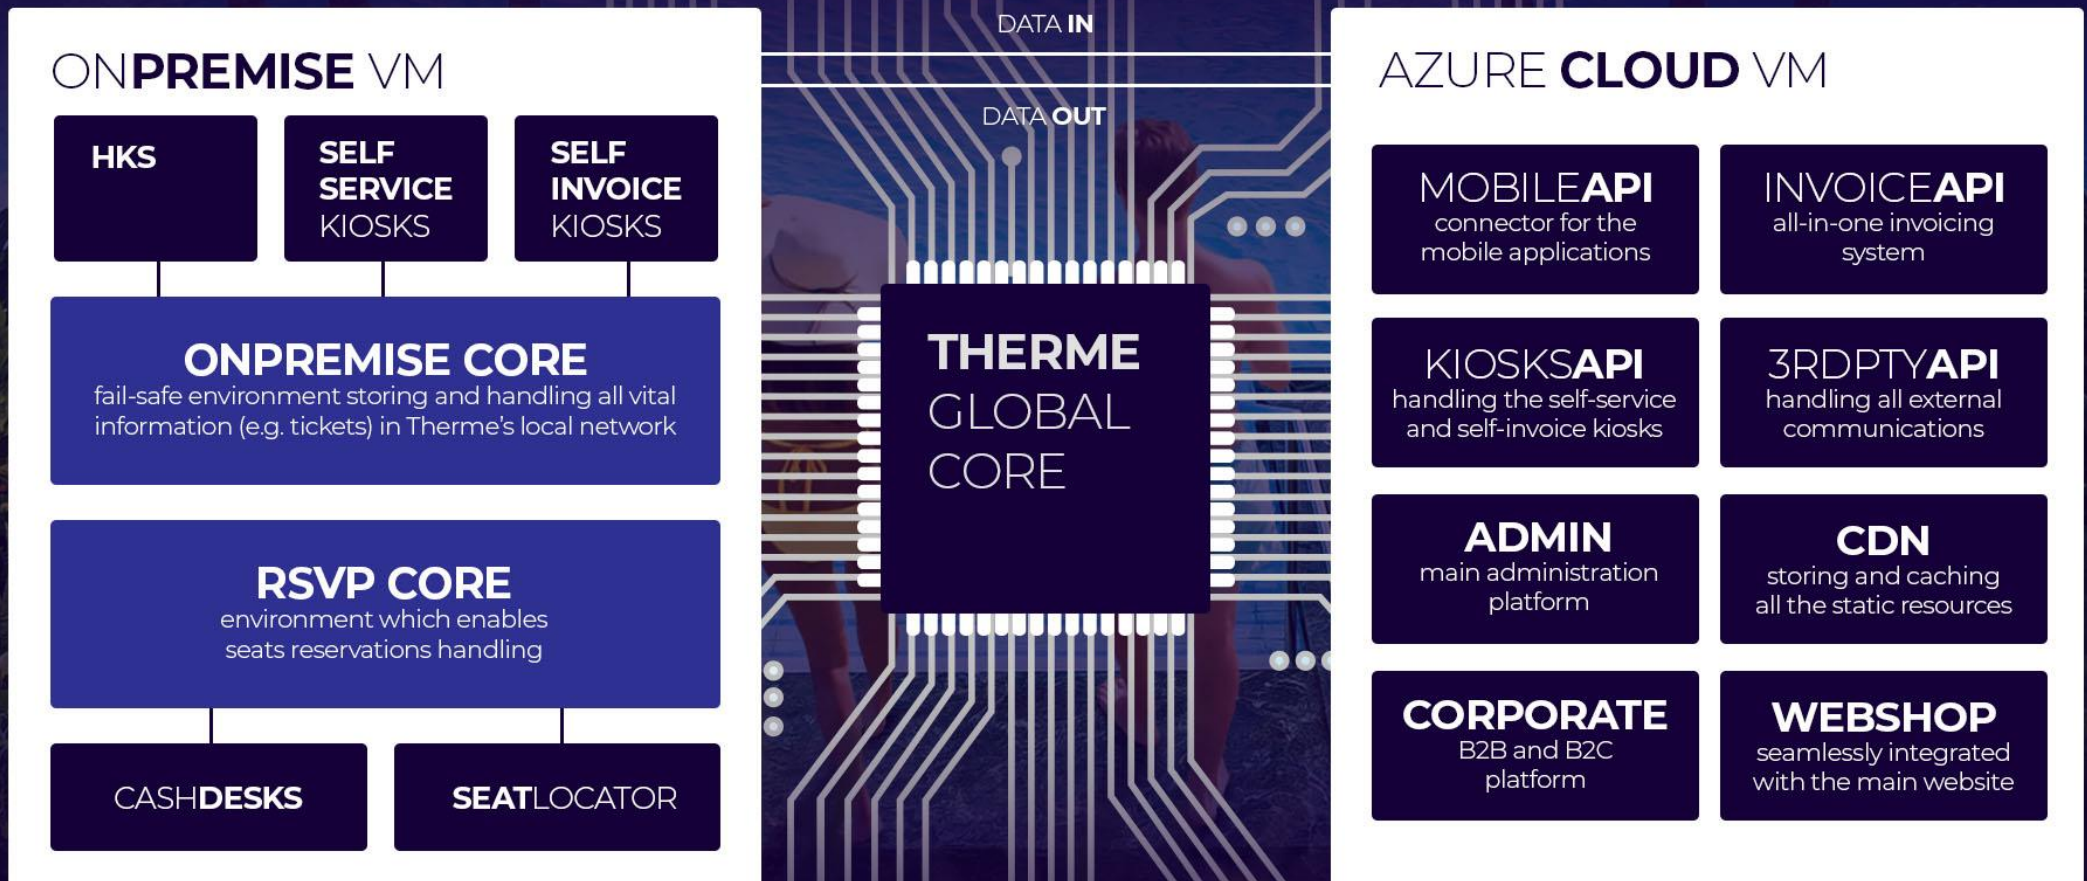 ONPREMISE VM
HKS
SELF
SERVICE
KIOSKS
SELF
INVOICE
KIOSKS
ONPREMISE CORE
fail-safe environment storing and handling all vital
information (e.g. tickets) in Therme’s local network
RSVP CORE
environment which enables
seats reservations handling
CASHDESKS
SEATLOCATOR
DATA IN
DATA OUT
THERME
GLOBAL
CORE
AZURE CLOUD VM
MOBILEAPI
connector for the
mobile applications
INVOICEAPI
all-in-one invoicing
system
KIOSKSAPI
handling the self-service
and self-invoice kiosks
3RDPTYAPI
handling all external
communications
ADMIN
main administration
platform
CDN
storing and caching
all the static resources
CORPORATE
B2B and B2C
platform
WEBSHOP
seamlessly integrated
with the main website